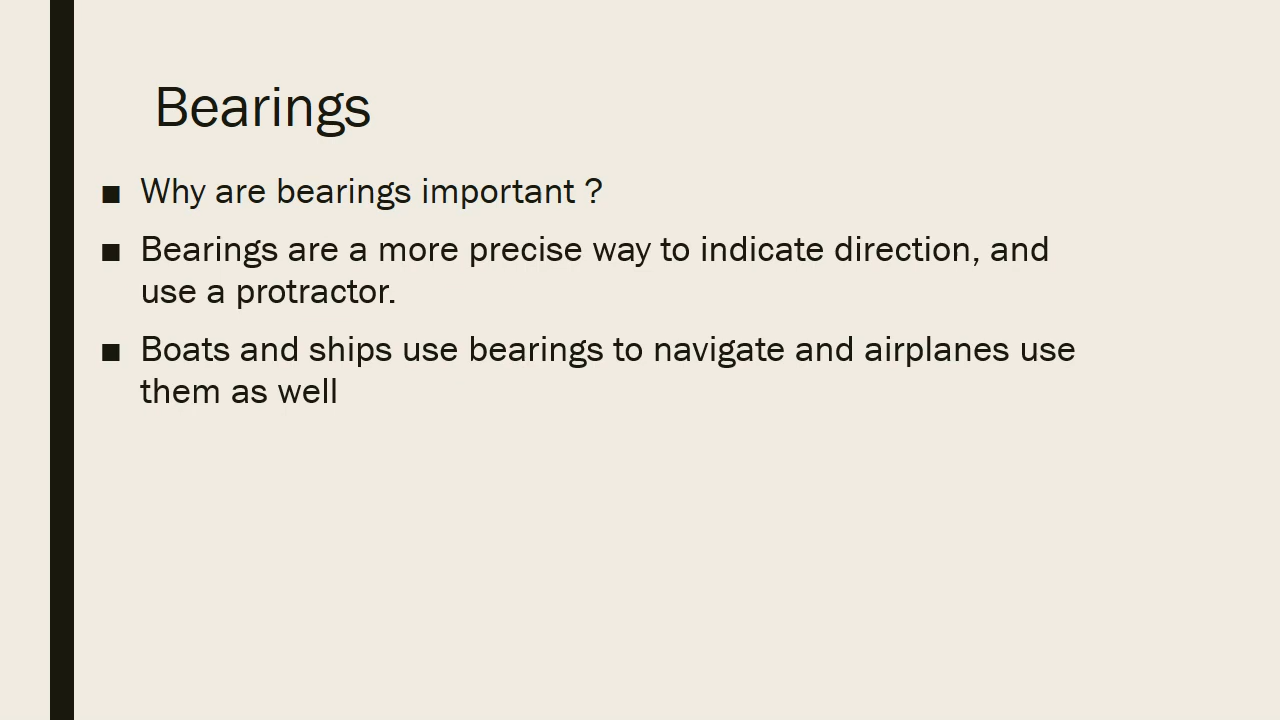 Bearings
■ Why are bearings important ?
■ Bearings are a more precise way to indicate direction, and
use a protractor.
■ Boats and ships use bearings to navigate and airplanes use
them as well